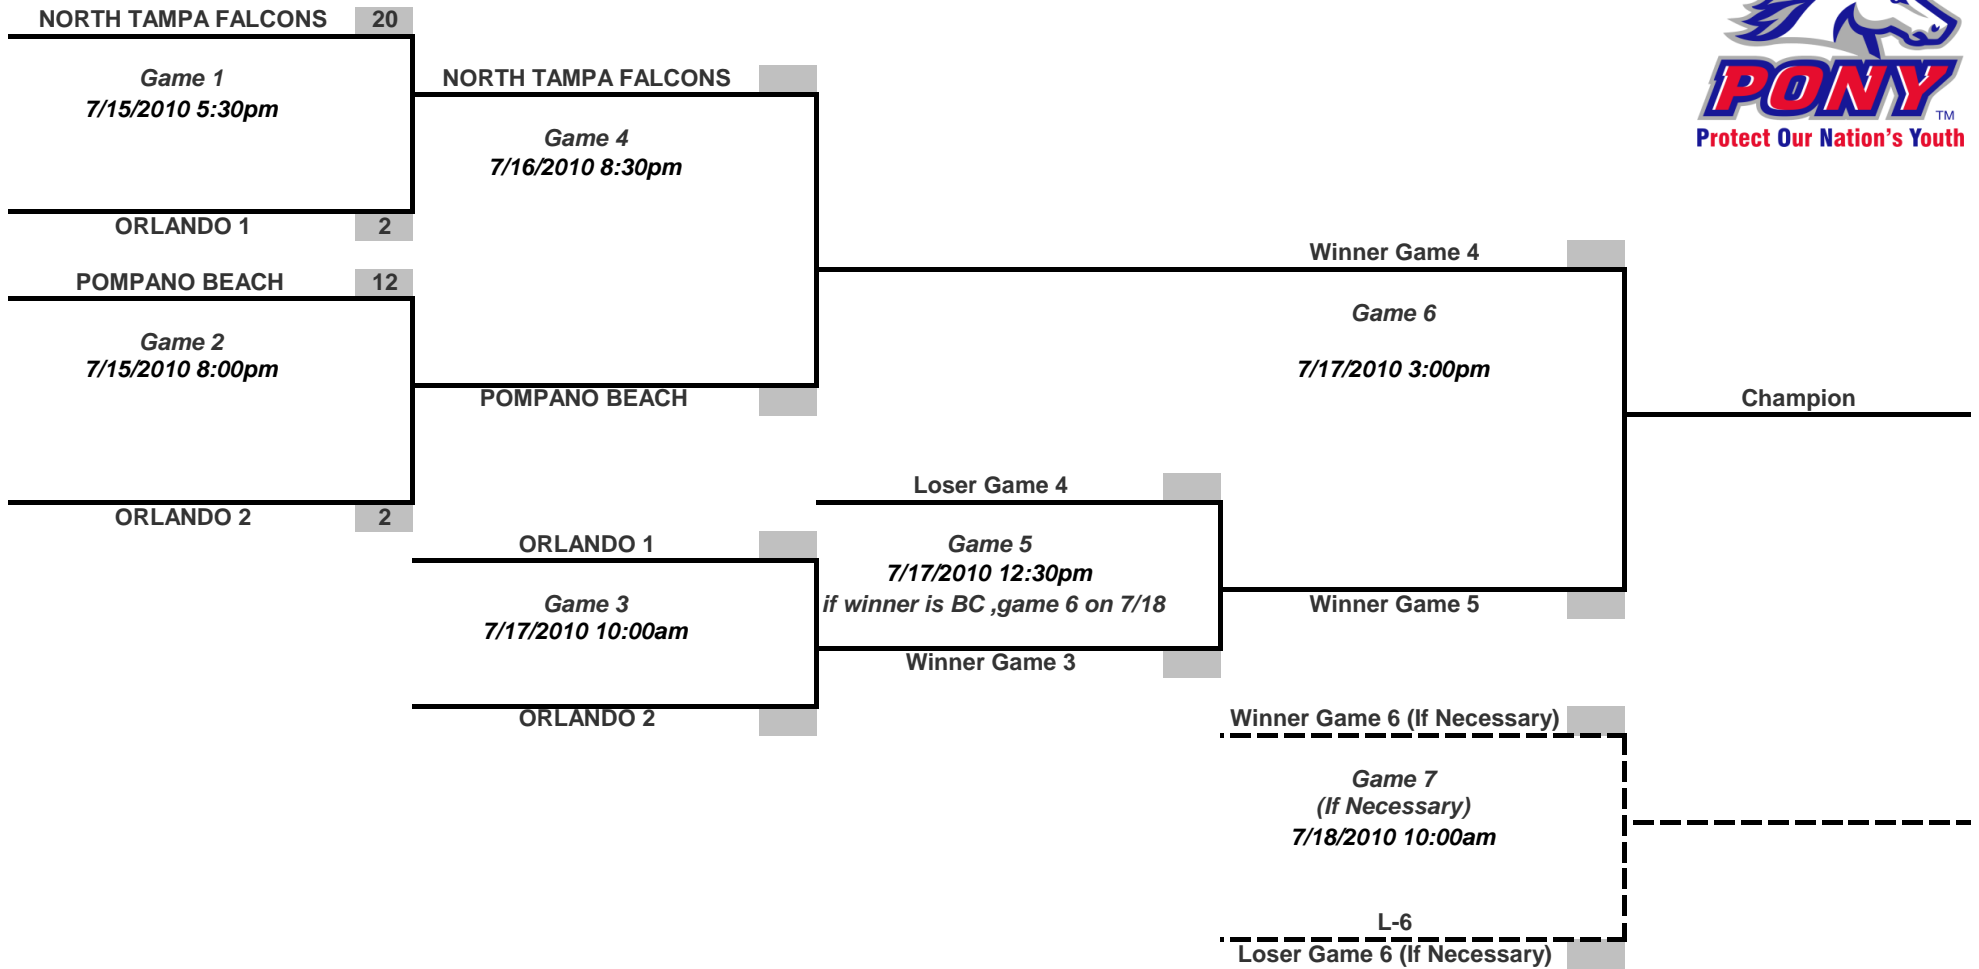 NORTH TAMPA FALCONS 20
Game 1
7/15/2010 5:30pm
ORLANDO 1 2
POMPANO BEACH 12
Game 2
7/15/2010 8:00pm
ORLANDO 2 2
NORTH TAMPA FALCONS
Game 4
7/16/2010 8:30pm
POMPANO BEACH
ORLANDO 1
Game 3
7/17/2010 10:00am
ORLANDO 2
Loser Game 4
Game 5
7/17/2010 12:30pm
if winner is BC ,game 6 on 7/18
Winner Game 3
Winner Game 4
Game 6
7/17/2010 3:00pm
Winner Game 5
Winner Game 6 (If Necessary)
Game 7
(If Necessary)
7/18/2010 10:00am
L-6
Loser Game 6 (If Necessary)
PONY TM
Protect Our Nation's Youth
Champion